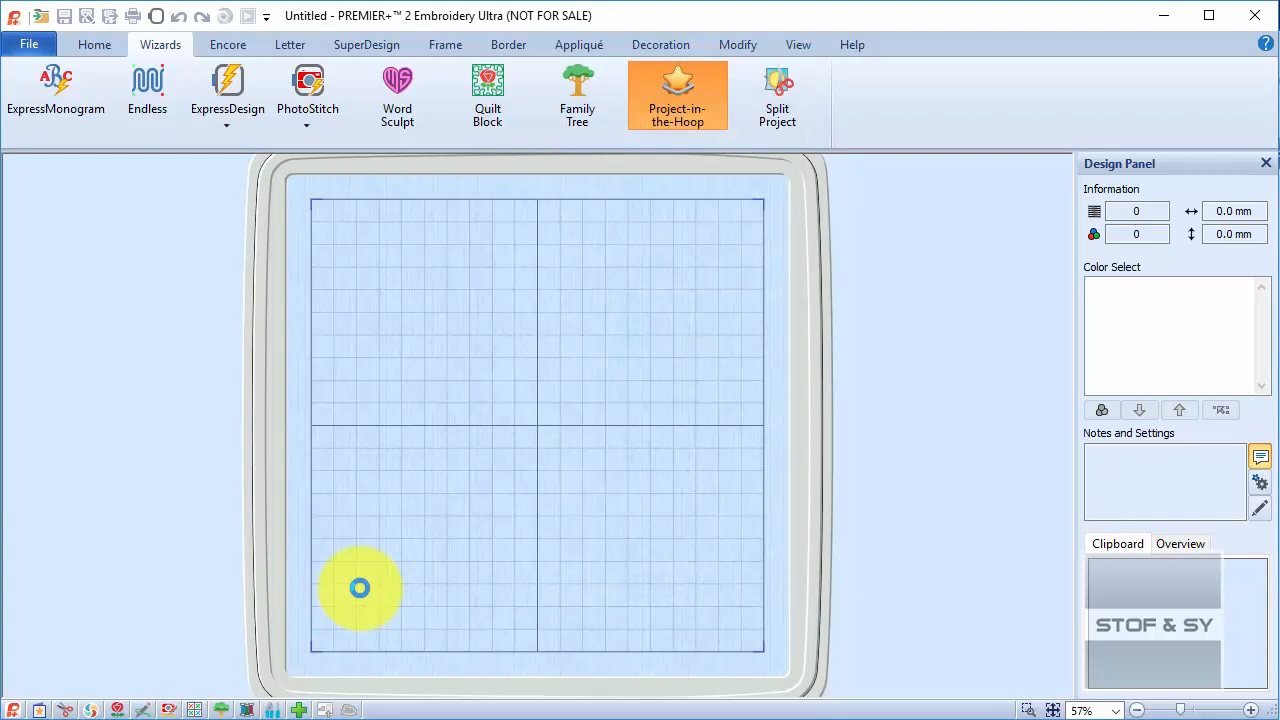 Untitled - PREMIER+™ 2 Embroidery Ultra (NOT FOR SALE)
File Home Wizards Encore Letter SuperDesign Frame Border Appliqué Decoration Modify View Help
ExpressMonogram
Endless
ExpressDesign
PhotoStitch
Word
Sculpt
Quilt
Block
Family
Tree
Project-in-
the-Hoop
Split
Project
Design Panel
Information
0
0.0 mm
0
0.0 mm
Color Select
Notes and Settings
Clipboard Overview
STOF & SY
57%